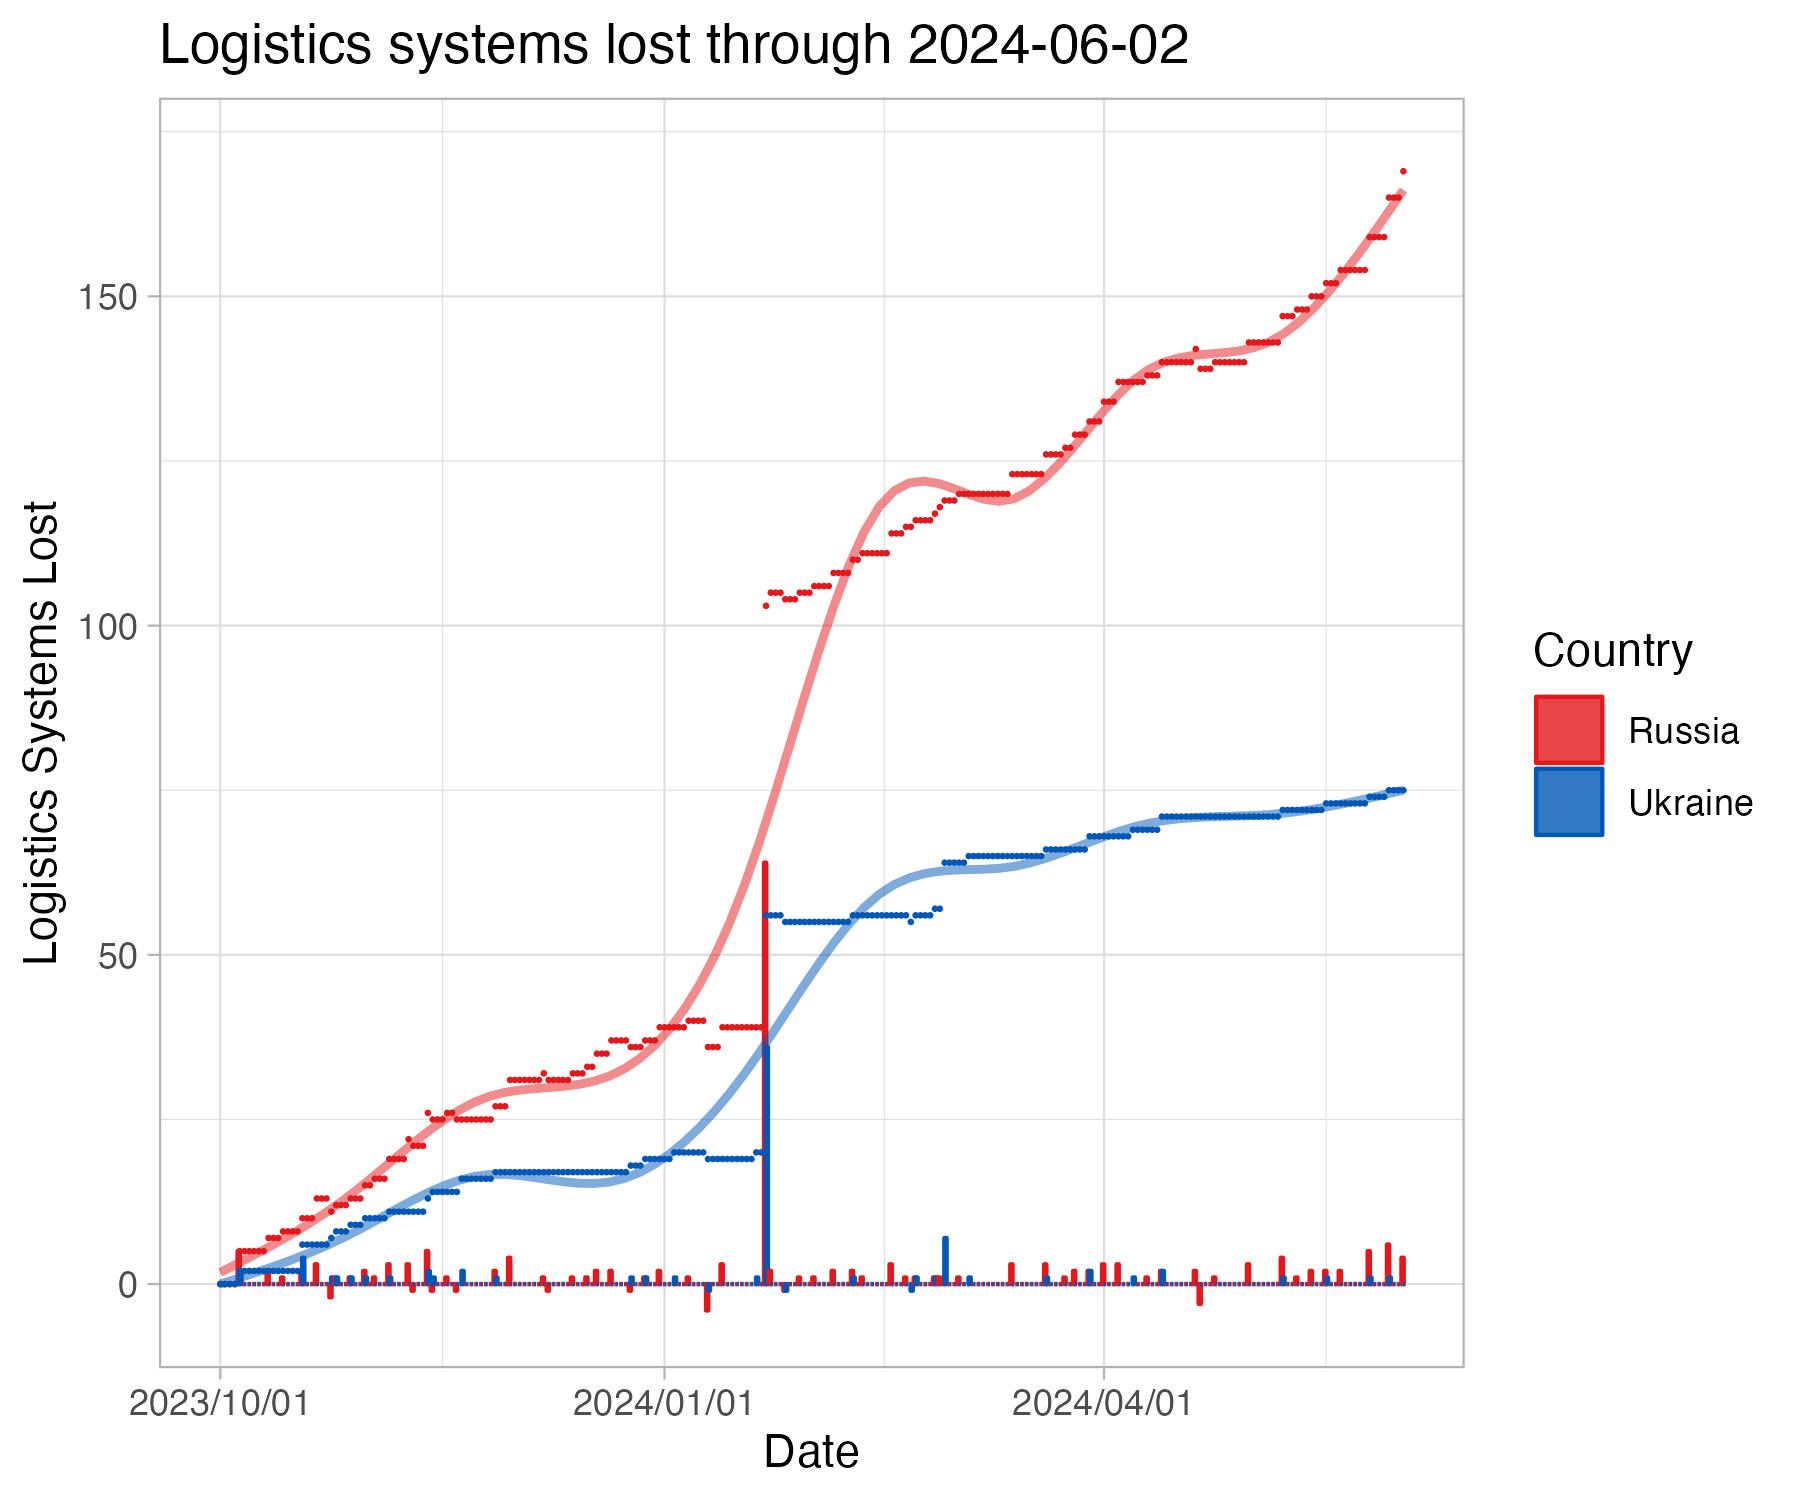 Logistics systems lost through 2024-06-02
Logistics Systems Lost
150
100
50
0
2023/10/01
2024/01/01
2024/04/01
Date
Country
Russia
Ukraine